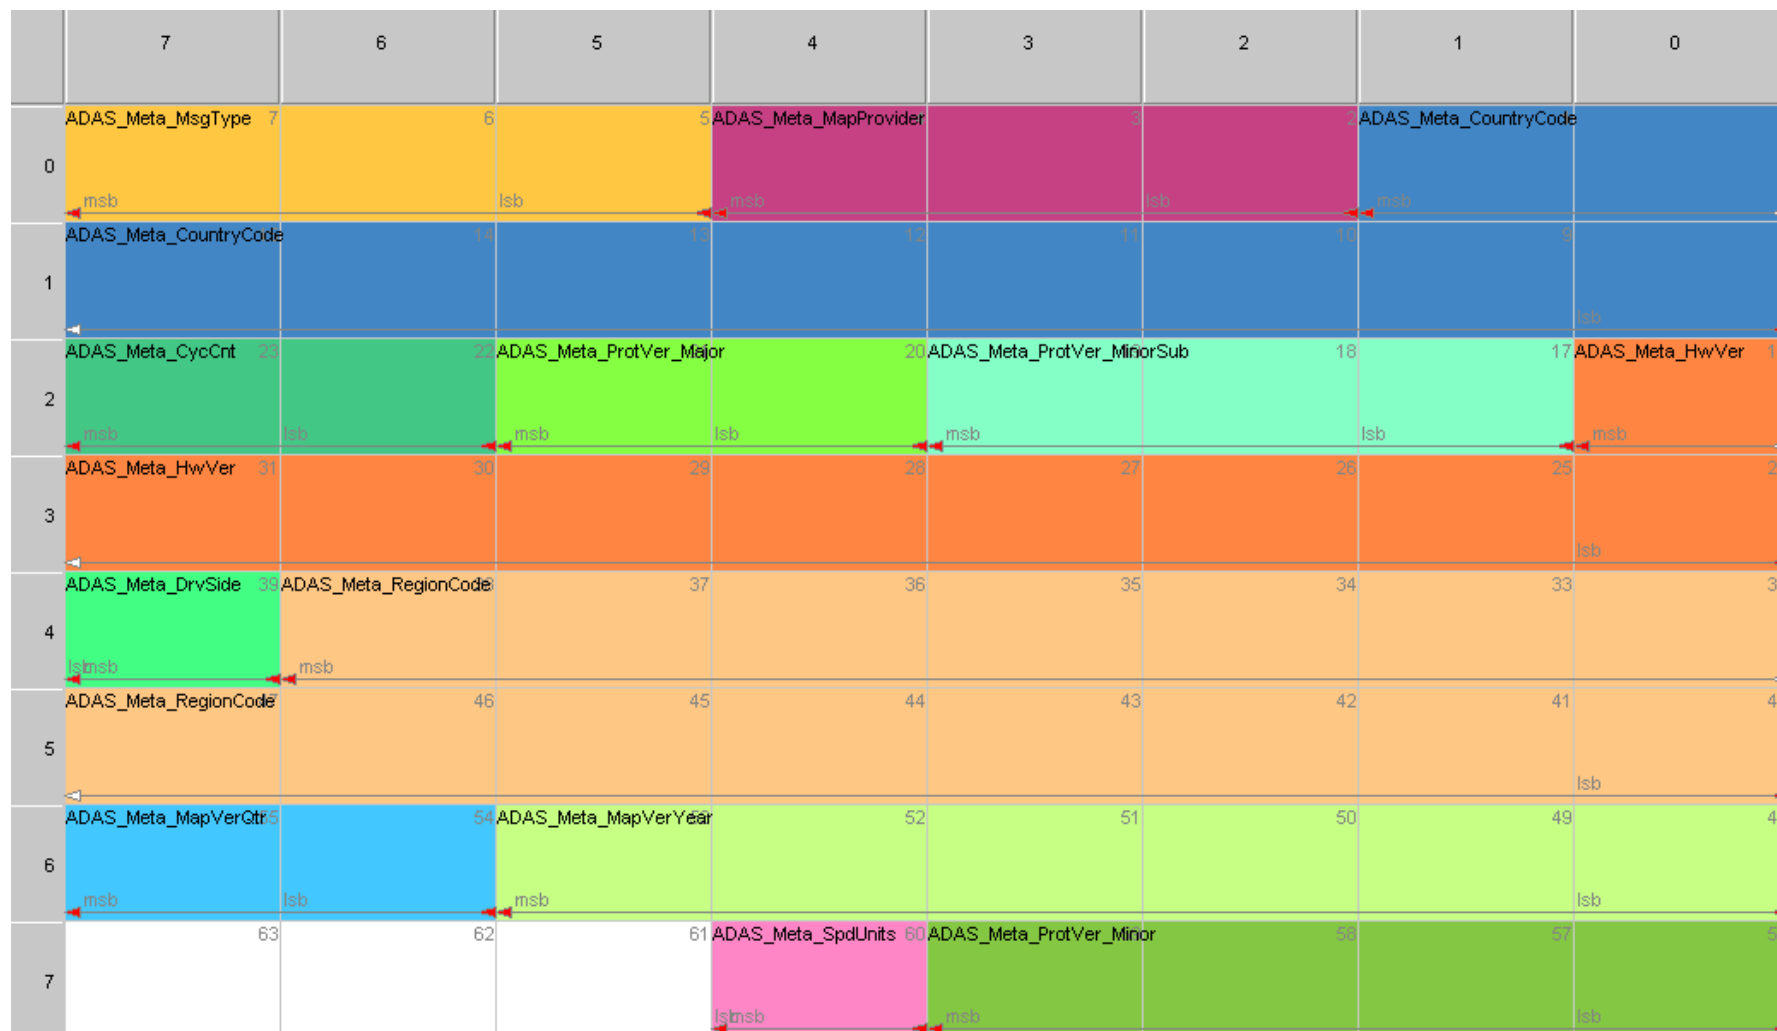 7 6 5 4 3 2 1 0
ADAS_Meta_MsgType 7 6 5 ADAS_Meta_MapProvider 3 2 ADAS_Meta_CountryCode
0
msb lsb msb lsb msb
ADAS_Meta_CountryCode 14 13 12 11 10 9
1
lsb
ADAS_Meta_CycCnt 23 22 ADAS_Meta_ProtVer_Major 20 ADAS_Meta_ProtVer_MinorSub 18 17 ADAS_Meta_HwVer
2
msb lsb msb lsb msb lsb msb
ADAS_Meta_HwVer 31 30 29 28 27 26 25
3
lsb
ADAS_Meta_DrvSide 39 ADAS_Meta_RegionCode 37 36 35 34 33
4
lsb msb msb
ADAS_Meta_RegionCode 46 45 44 43 42 41
5
lsb
ADAS_Meta_MapVerQtr 54 ADAS_Meta_MapVerYear 52 51 50 49
6
msb lsb msb lsb
63 62 61 ADAS_Meta_SpdUnits 60 ADAS_Meta_ProtVer_Minor 58 57
7
lsb msb msb lsb